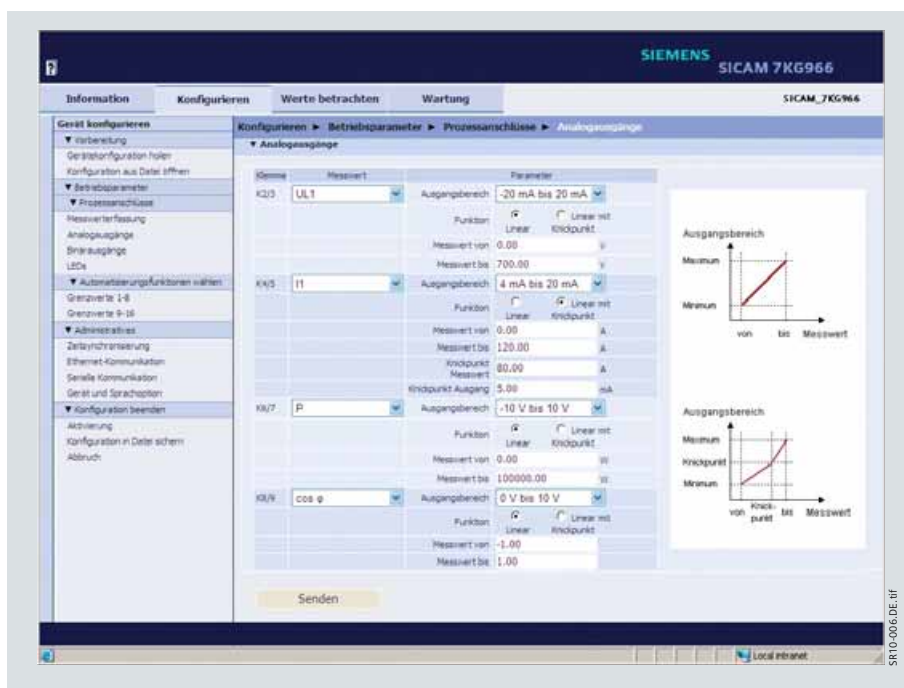 SIEMENS
SICAM 7KG966
Information Konfigurieren Werte betrachten Wartung SICAM_7KG966
Gerät konfigurieren
▼ Vorbereitung
Gerätekonfiguration holen
Konfiguration aus Datei öffnen
▼ Betriebsparameter
▼ Prozessanschlüsse
Messwerterfassung
Analogausgänge
Binärausgänge
LEDs
▼ Automatisierungsfunktionen wählen
Grenzwerte 1-8
Grenzwerte 9-16
▼ Administratives
Zeitsynchronisierung
Ethernet-Kommunikation
Serielle Kommunikation
Gerät und Sprachoption
▼ Konfiguration beenden
Aktivierung
Konfiguration in Datei sichern
Abbruch
Konfigurieren ► Betriebsparameter ► Prozessanschlüsse ► Analogausgänge
▼ Analogausgänge
Klemme Messwert Parameter
K2/3 UL1 Ausgangsbereich -20 mA bis 20 mA
Funktion Linear Linear mit Knickpunkt
Messwert von 0.00 V
Messwert bis 700.00 V
K4/5 I1 Ausgangsbereich 4 mA bis 20 mA
Funktion Linear Linear mit Knickpunkt
Messwert von 0.00 A
Messwert bis 120.00 A
Knickpunkt Messwert 80.00 A
Knickpunkt Ausgang 5.00 mA
K6/7 P Ausgangsbereich -10 V bis 10 V
Funktion Linear Linear mit Knickpunkt
Messwert von 0.00 W
Messwert bis 100000.00 W
K8/9 cos φ Ausgangsbereich 0 V bis 10 V
Funktion Linear Linear mit Knickpunkt
Messwert von -1.00
Messwert bis 1.00
Senden
Ausgangsbereich
Maximum
Minimum
von bis Messwert
Ausgangsbereich
Maximum
Knickpunkt
Minimum
von Knick-punkt bis Messwert
Local intranet
SR10-006.DE.tif